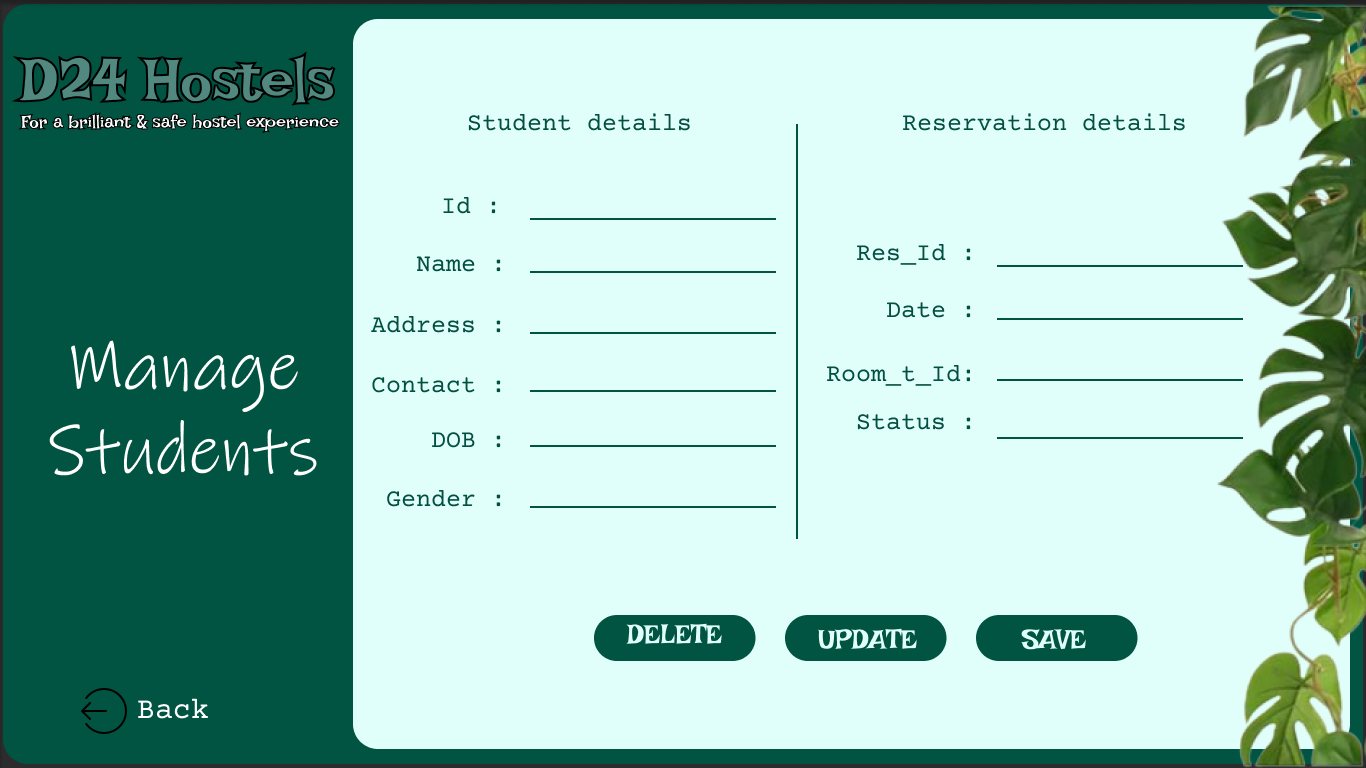 D24 Hostels
For a brilliant & safe hostel experience
Manage
Students
Back
Student details
Id :
Name :
Address :
Contact :
DOB :
Gender :
Reservation details
Res_Id :
Date :
Room_t_Id:
Status :
DELETE
UPDATE
SAVE